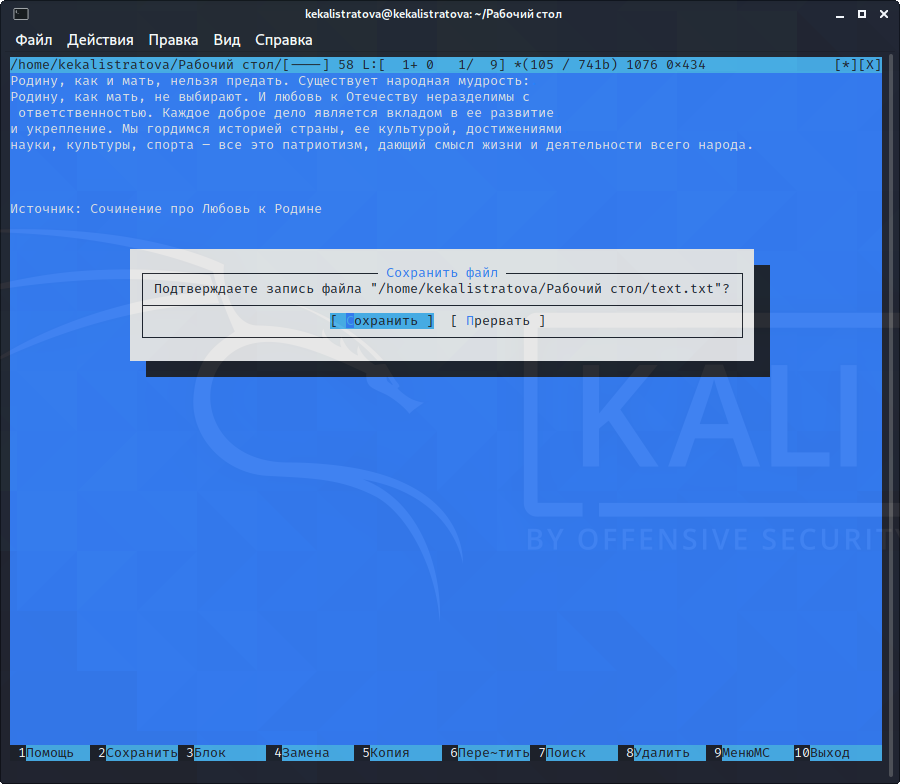 kekalistratova@kekalistratova: ~/Рабочий стол
Файл Действия Правка Вид Справка
/home/kekalistratova/Рабочий стол/[----] 58 L:[ 1+ 0 1/ 9] *(105 / 741b) 1076 0×434 [*][X]
Родину, как и мать, нельзя предать. Существует народная мудрость:
Родину, как мать, не выбирают. И любовь к Отечеству неразделимы с
ответственностью. Каждое доброе дело является вкладом в ее развитие
и укрепление. Мы гордимся историей страны, ее культурой, достижениями
науки, культуры, спорта — все это патриотизм, дающий смысл жизни и деятельности всего народа.
Источник: Сочинение про Любовь к Родине
Сохранить файл
Подтверждаете запись файла "/home/kekalistratova/Рабочий стол/text.txt"?
[ Сохранить ] [ Прервать ]
KALI
BY OFFENSIVE SECURIT
1Помощь 2Сохранить 3Блок 4Замена 5Копия 6Пере~тить 7Поиск 8Удалить 9МенюMC 10Выход